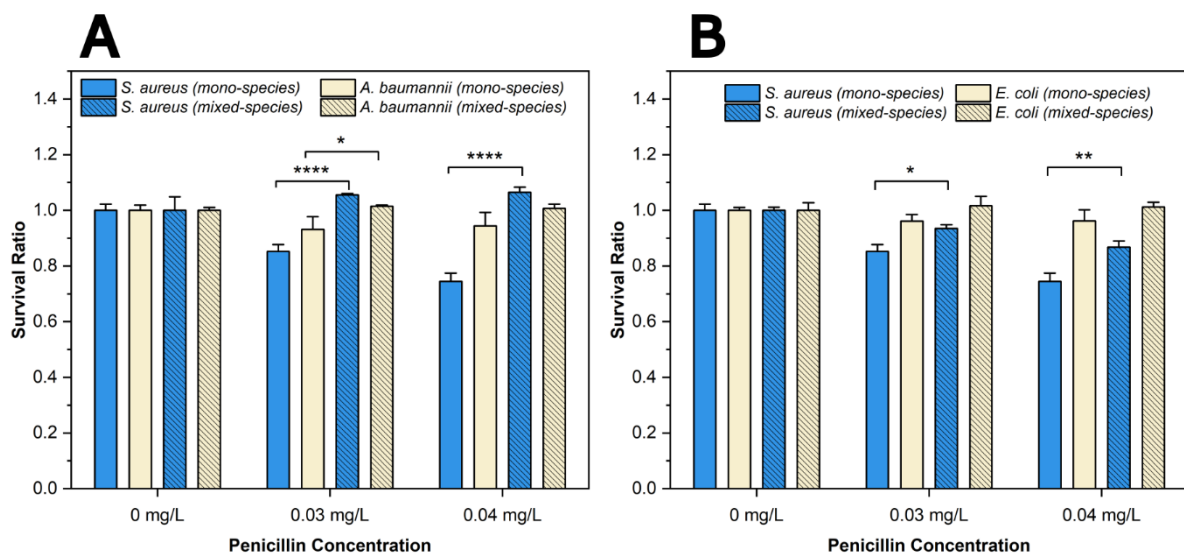 A
S. aureus (mono-species) A. baumannii (mono-species)
S. aureus (mixed-species) A. baumannii (mixed-species)
1.4
1.2
1.0
0.8
0.6
0.4
0.2
0.0
Survival Ratio
*
****
****
0 mg/L 0.03 mg/L 0.04 mg/L
Penicillin Concentration
B
S. aureus (mono-species) E. coli (mono-species)
S. aureus (mixed-species) E. coli (mixed-species)
1.4
1.2
1.0
0.8
0.6
0.4
0.2
0.0
Survival Ratio
*
**
0 mg/L 0.03 mg/L 0.04 mg/L
Penicillin Concentration